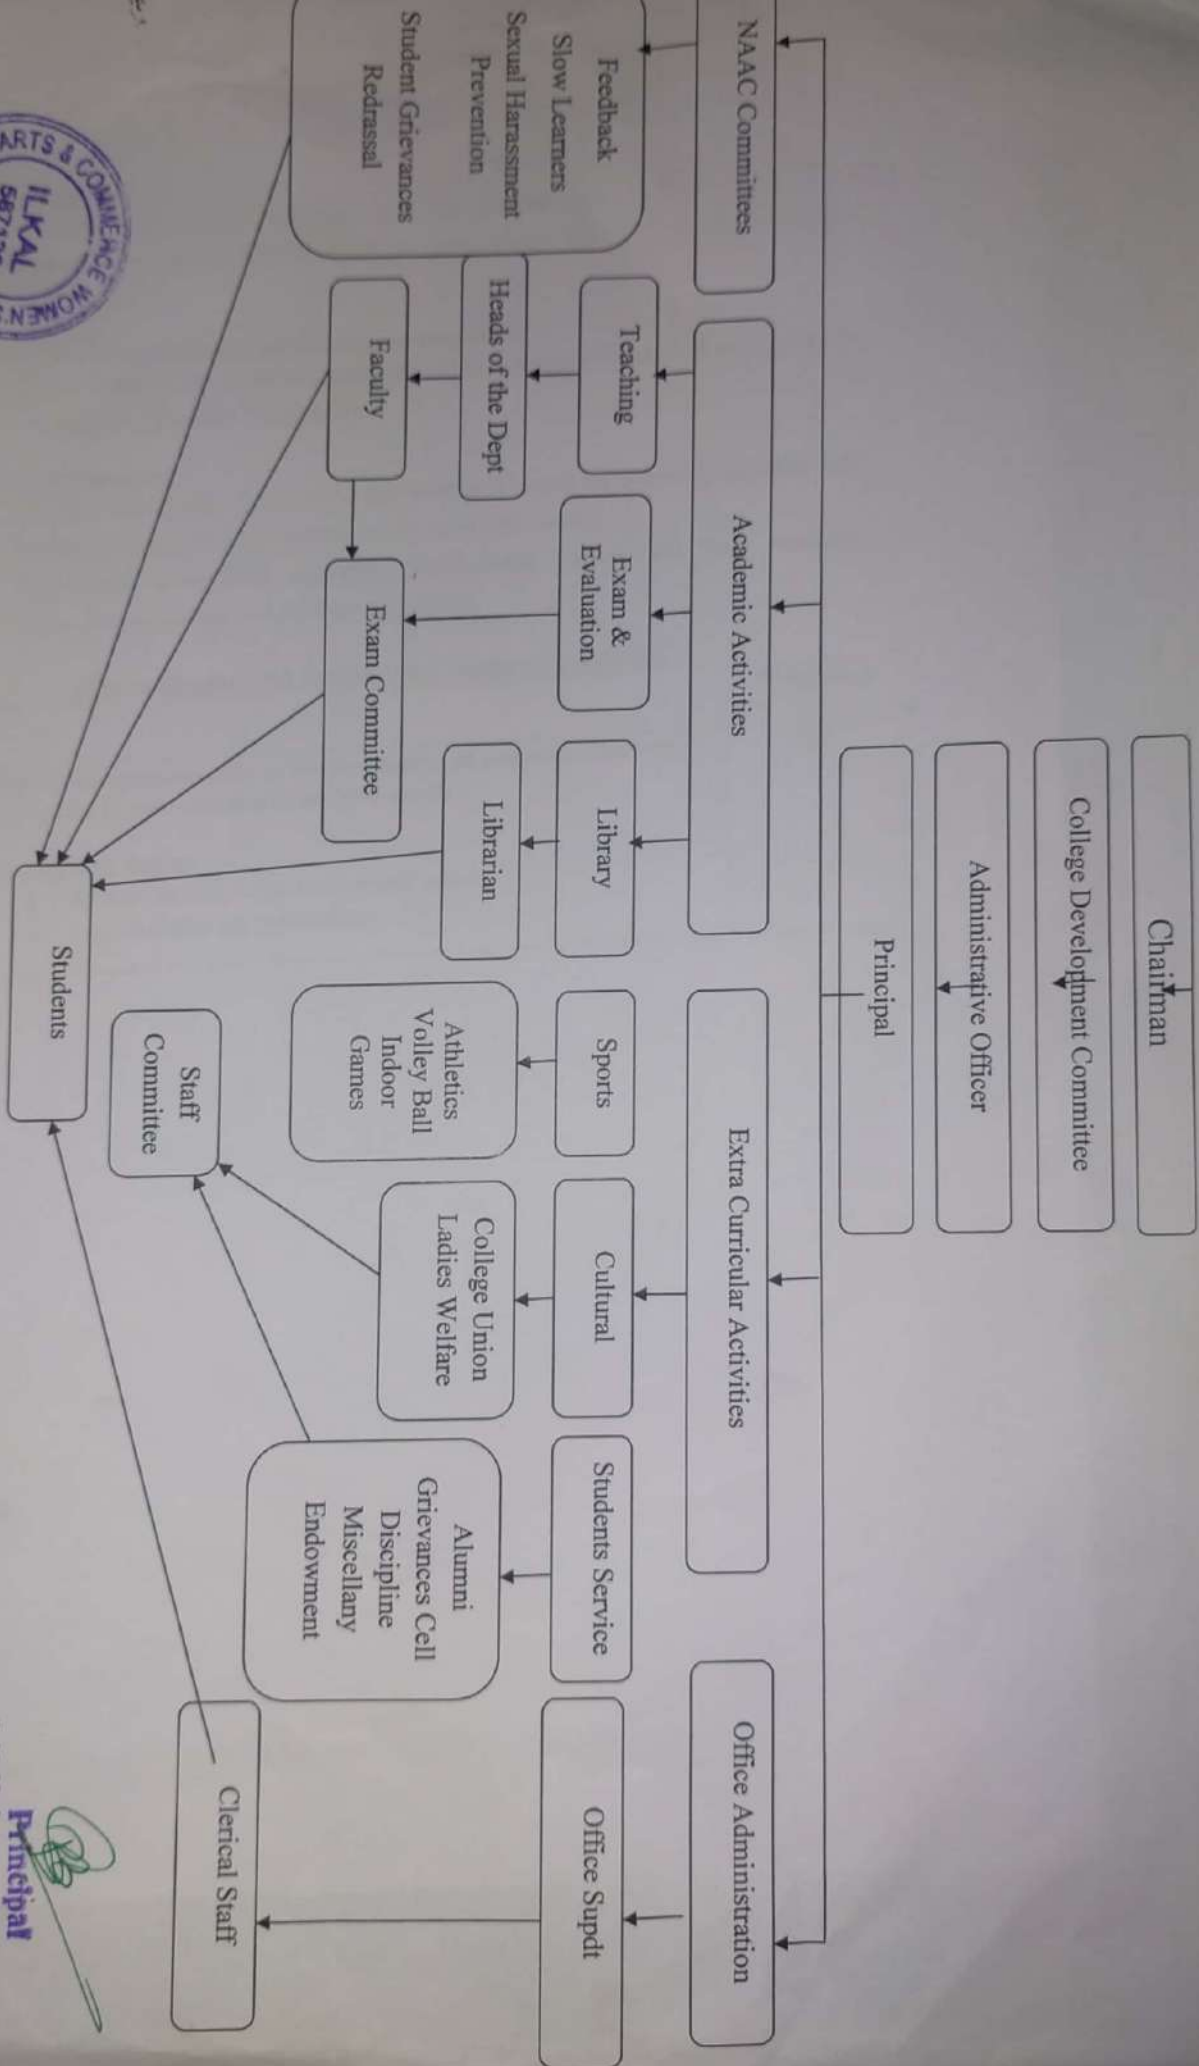 Chairman
College Development Committee
Administrative Officer
Principal
NAAC Committees
Academic Activities
Extra Curricular Activities
Office Administration
Feedback
Slow Learners
Sexual Harassment
Prevention
Student Grievances
Redrassal
Teaching
Exam &
Evaluation
Library
Sports
Cultural
Students Service
Office Supdt
Heads of the Dept
Librarian
Athletics
Volley Ball
Indoor
Games
College Union
Ladies Welfare
Alumni
Grievances Cell
Discipline
Miscellany
Endowment
Faculty
Exam Committee
Staff
Committee
Clerical Staff
Students
ARTS & COMMERCE WOMEN'S
ILKAL
Principal